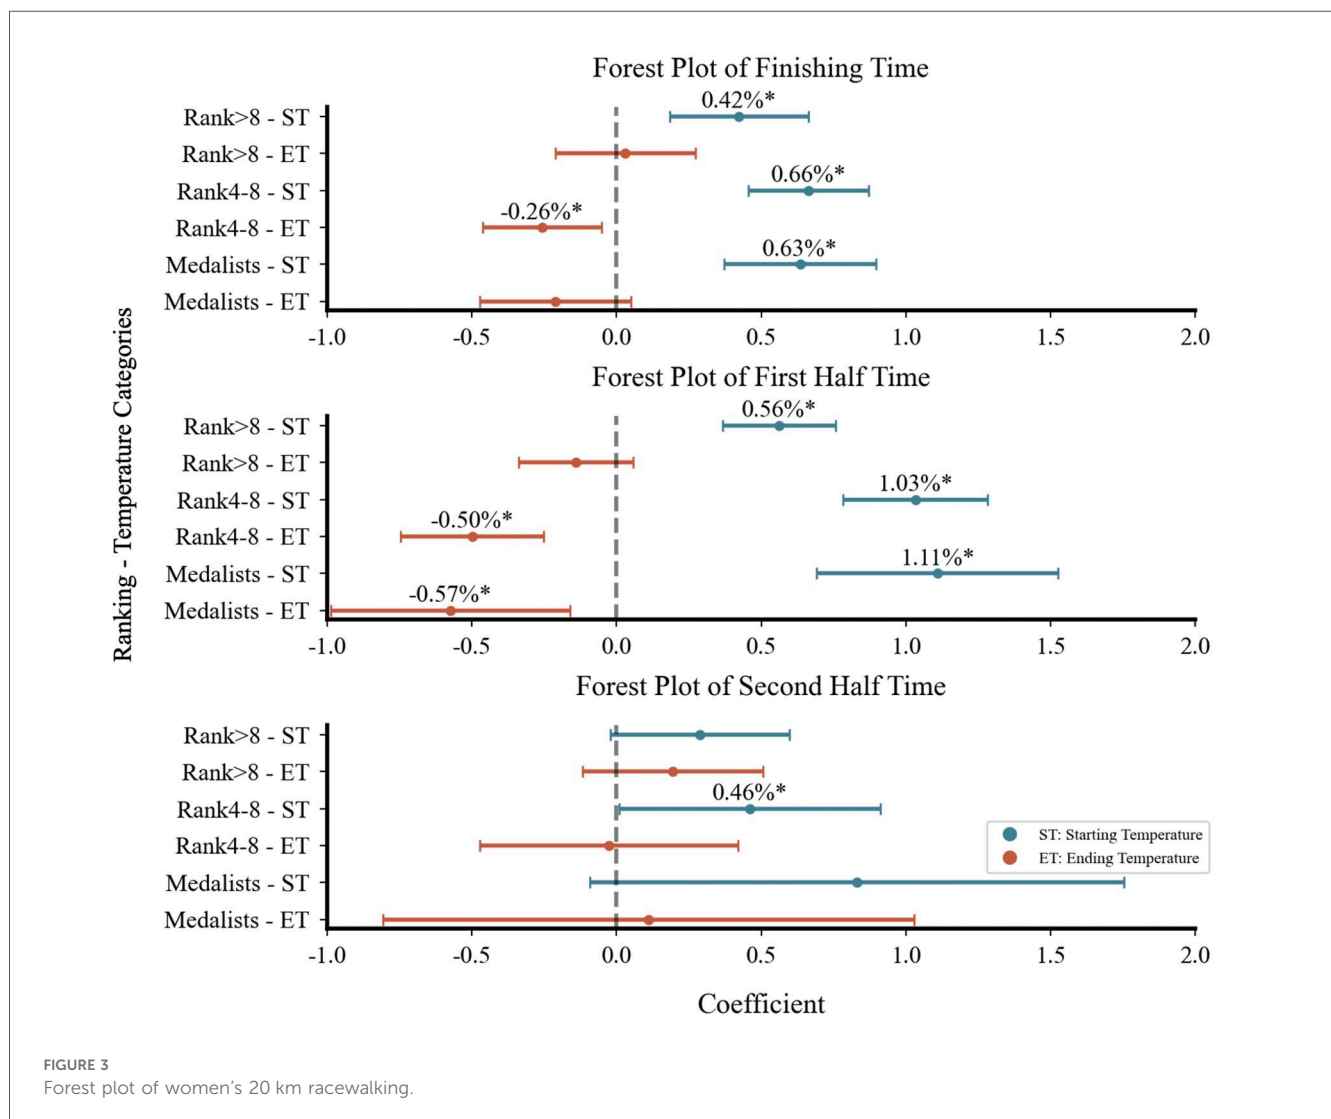 Forest Plot of Finishing Time
0.42%*
Rank>8 - ST
Rank>8 - ET
0.66%*
Rank4-8 - ST
-0.26%*
Rank4-8 - ET
0.63%*
Medalists - ST
Medalists - ET
-1.0 -0.5 0.0 0.5 1.0 1.5 2.0
Ranking - Temperature Categories
Forest Plot of First Half Time
0.56%*
Rank>8 - ST
Rank>8 - ET
1.03%*
Rank4-8 - ST
-0.50%*
Rank4-8 - ET
1.11%*
Medalists - ST
-0.57%*
Medalists - ET
-1.0 -0.5 0.0 0.5 1.0 1.5 2.0
Forest Plot of Second Half Time
Rank>8 - ST
Rank>8 - ET
0.46%*
Rank4-8 - ST
Rank4-8 - ET
Medalists - ST
Medalists - ET
ST: Starting Temperature
ET: Ending Temperature
-1.0 -0.5 0.0 0.5 1.0 1.5 2.0
Coefficient
FIGURE 3
Forest plot of women's 20 km racewalking.